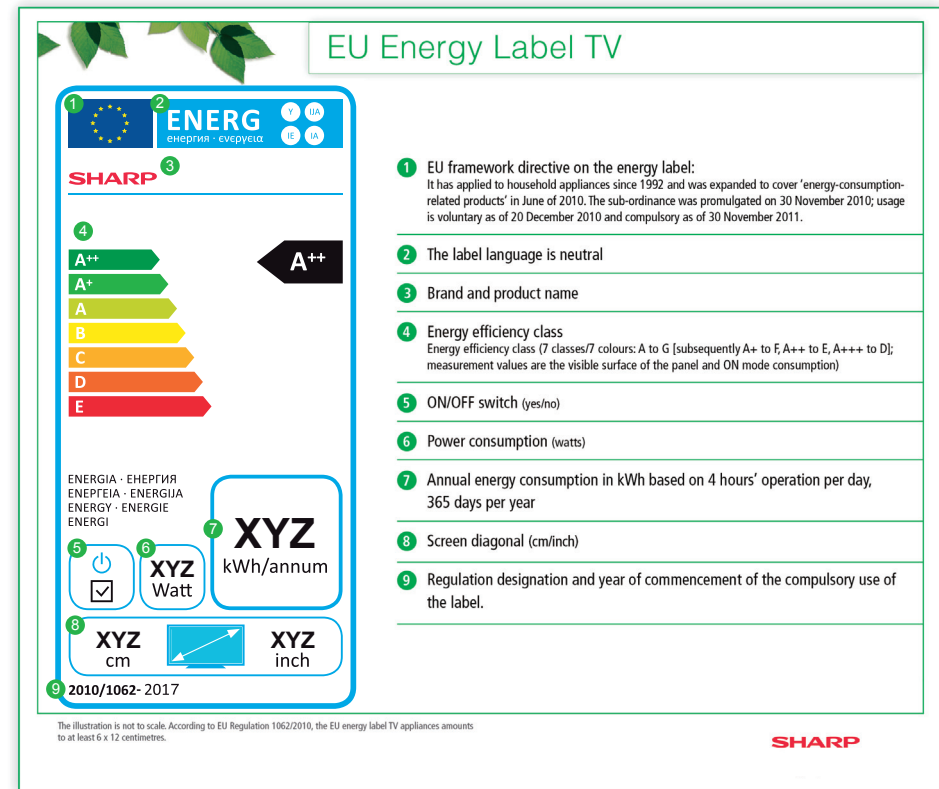 EU Energy Label TV
1
2
ENERG
енергия · ενεργεια
Y
IJA
IE
IA
SHARP
3
4
A++
A+
A
B
C
D
E
A++
ENERGIA · ЕНЕРГИЯ
ΕΝΕΡΓΕΙΑ · ENERGIJA
ENERGY · ENERGIE
ENERGI
5
6
XYZ
Watt
7
XYZ
kWh/annum
8
XYZ
cm
XYZ
inch
9
2010/1062- 2017
1 EU framework directive on the energy label:
It has applied to household appliances since 1992 and was expanded to cover 'energy-consumption-
related products' in June of 2010. The sub-ordinance was promulgated on 30 November 2010; usage
is voluntary as of 20 December 2010 and compulsory as of 30 November 2011.
2 The label language is neutral
3 Brand and product name
4 Energy efficiency class
Energy efficiency class (7 classes/7 colours: A to G [subsequently A+ to F, A++ to E, A+++ to D];
measurement values are the visible surface of the panel and ON mode consumption)
5 ON/OFF switch (yes/no)
6 Power consumption (watts)
7 Annual energy consumption in kWh based on 4 hours' operation per day,
365 days per year
8 Screen diagonal (cm/inch)
9 Regulation designation and year of commencement of the compulsory use of
the label.
The illustration is not to scale. According to EU Regulation 1062/2010, the EU energy label TV appliances amounts
to at least 6 x 12 centimetres.
SHARP